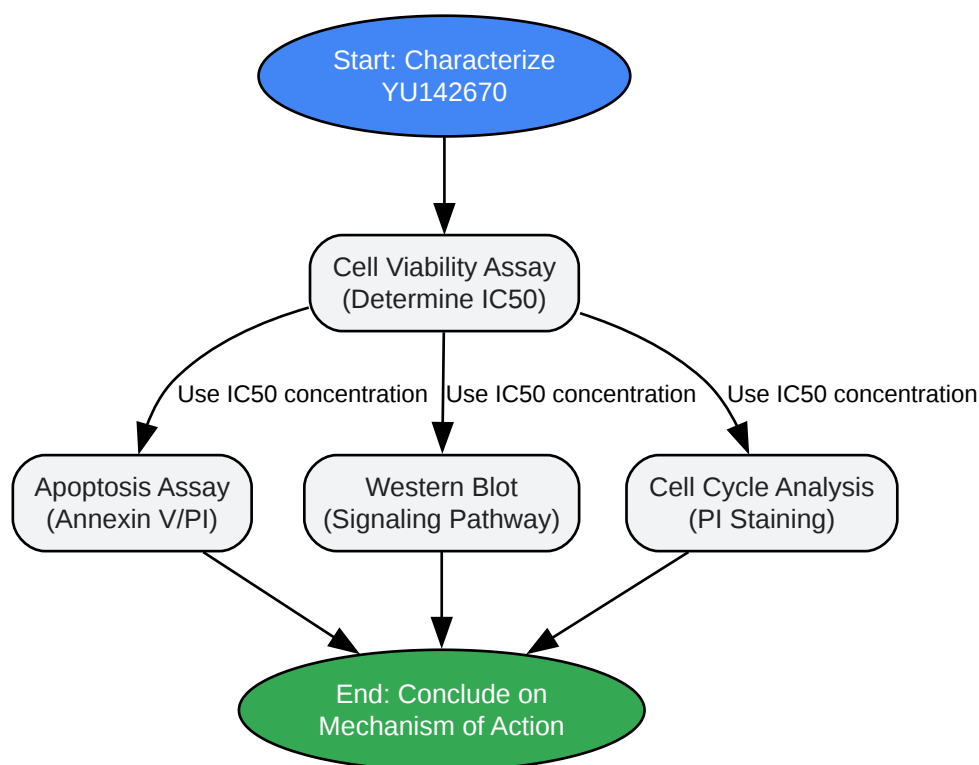 Start: Characterize
YU142670
Cell Viability Assay
(Determine IC50)
Use IC50 concentration
Use IC50 concentration
Use IC50 concentration
Apoptosis Assay
(Annexin V/PI)
Western Blot
(Signaling Pathway)
Cell Cycle Analysis
(PI Staining)
End: Conclude on
Mechanism of Action